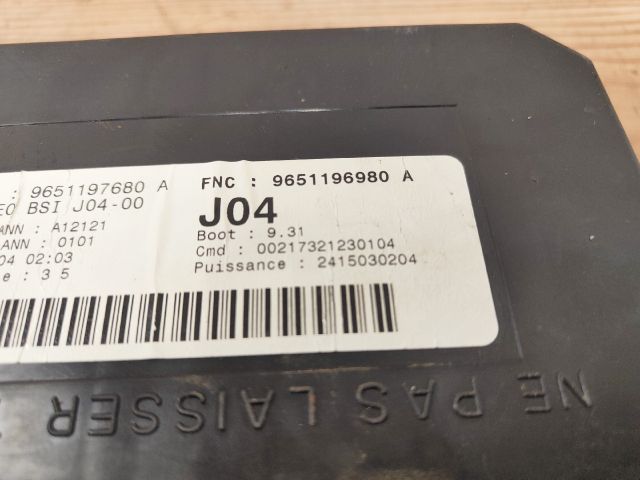 : 9651197680 A FNC : 9651196980 A
EO BSI J04-00 J04
ANN : A12121 Boot : 9.31
ANN : 0101 Cmd : 00217321230104
04 02:03 Puissance : 2415030204
e : 3 5
NE PAS LAISSER